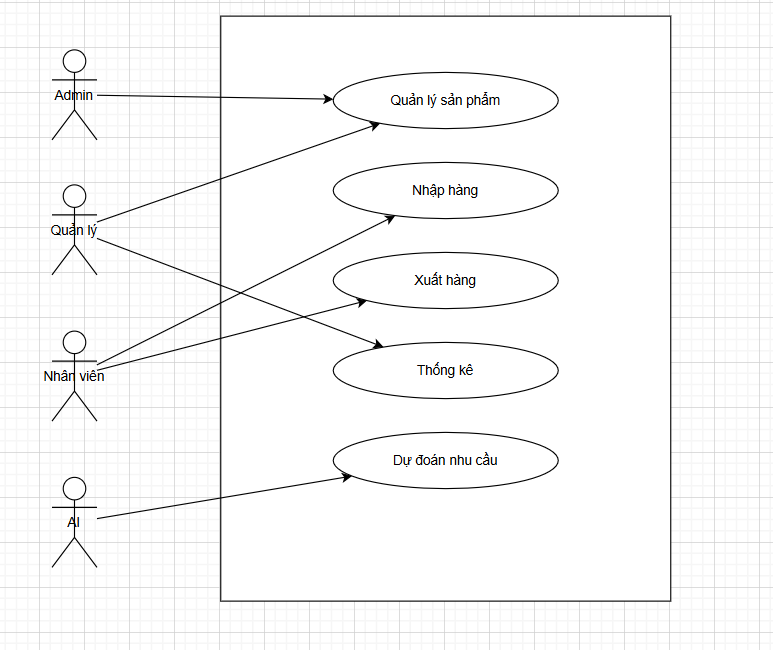 Admin
Quản lý sản phẩm
Nhập hàng
Quản lý
Xuất hàng
Nhân viên
Thống kê
Dự đoán nhu cầu
AI